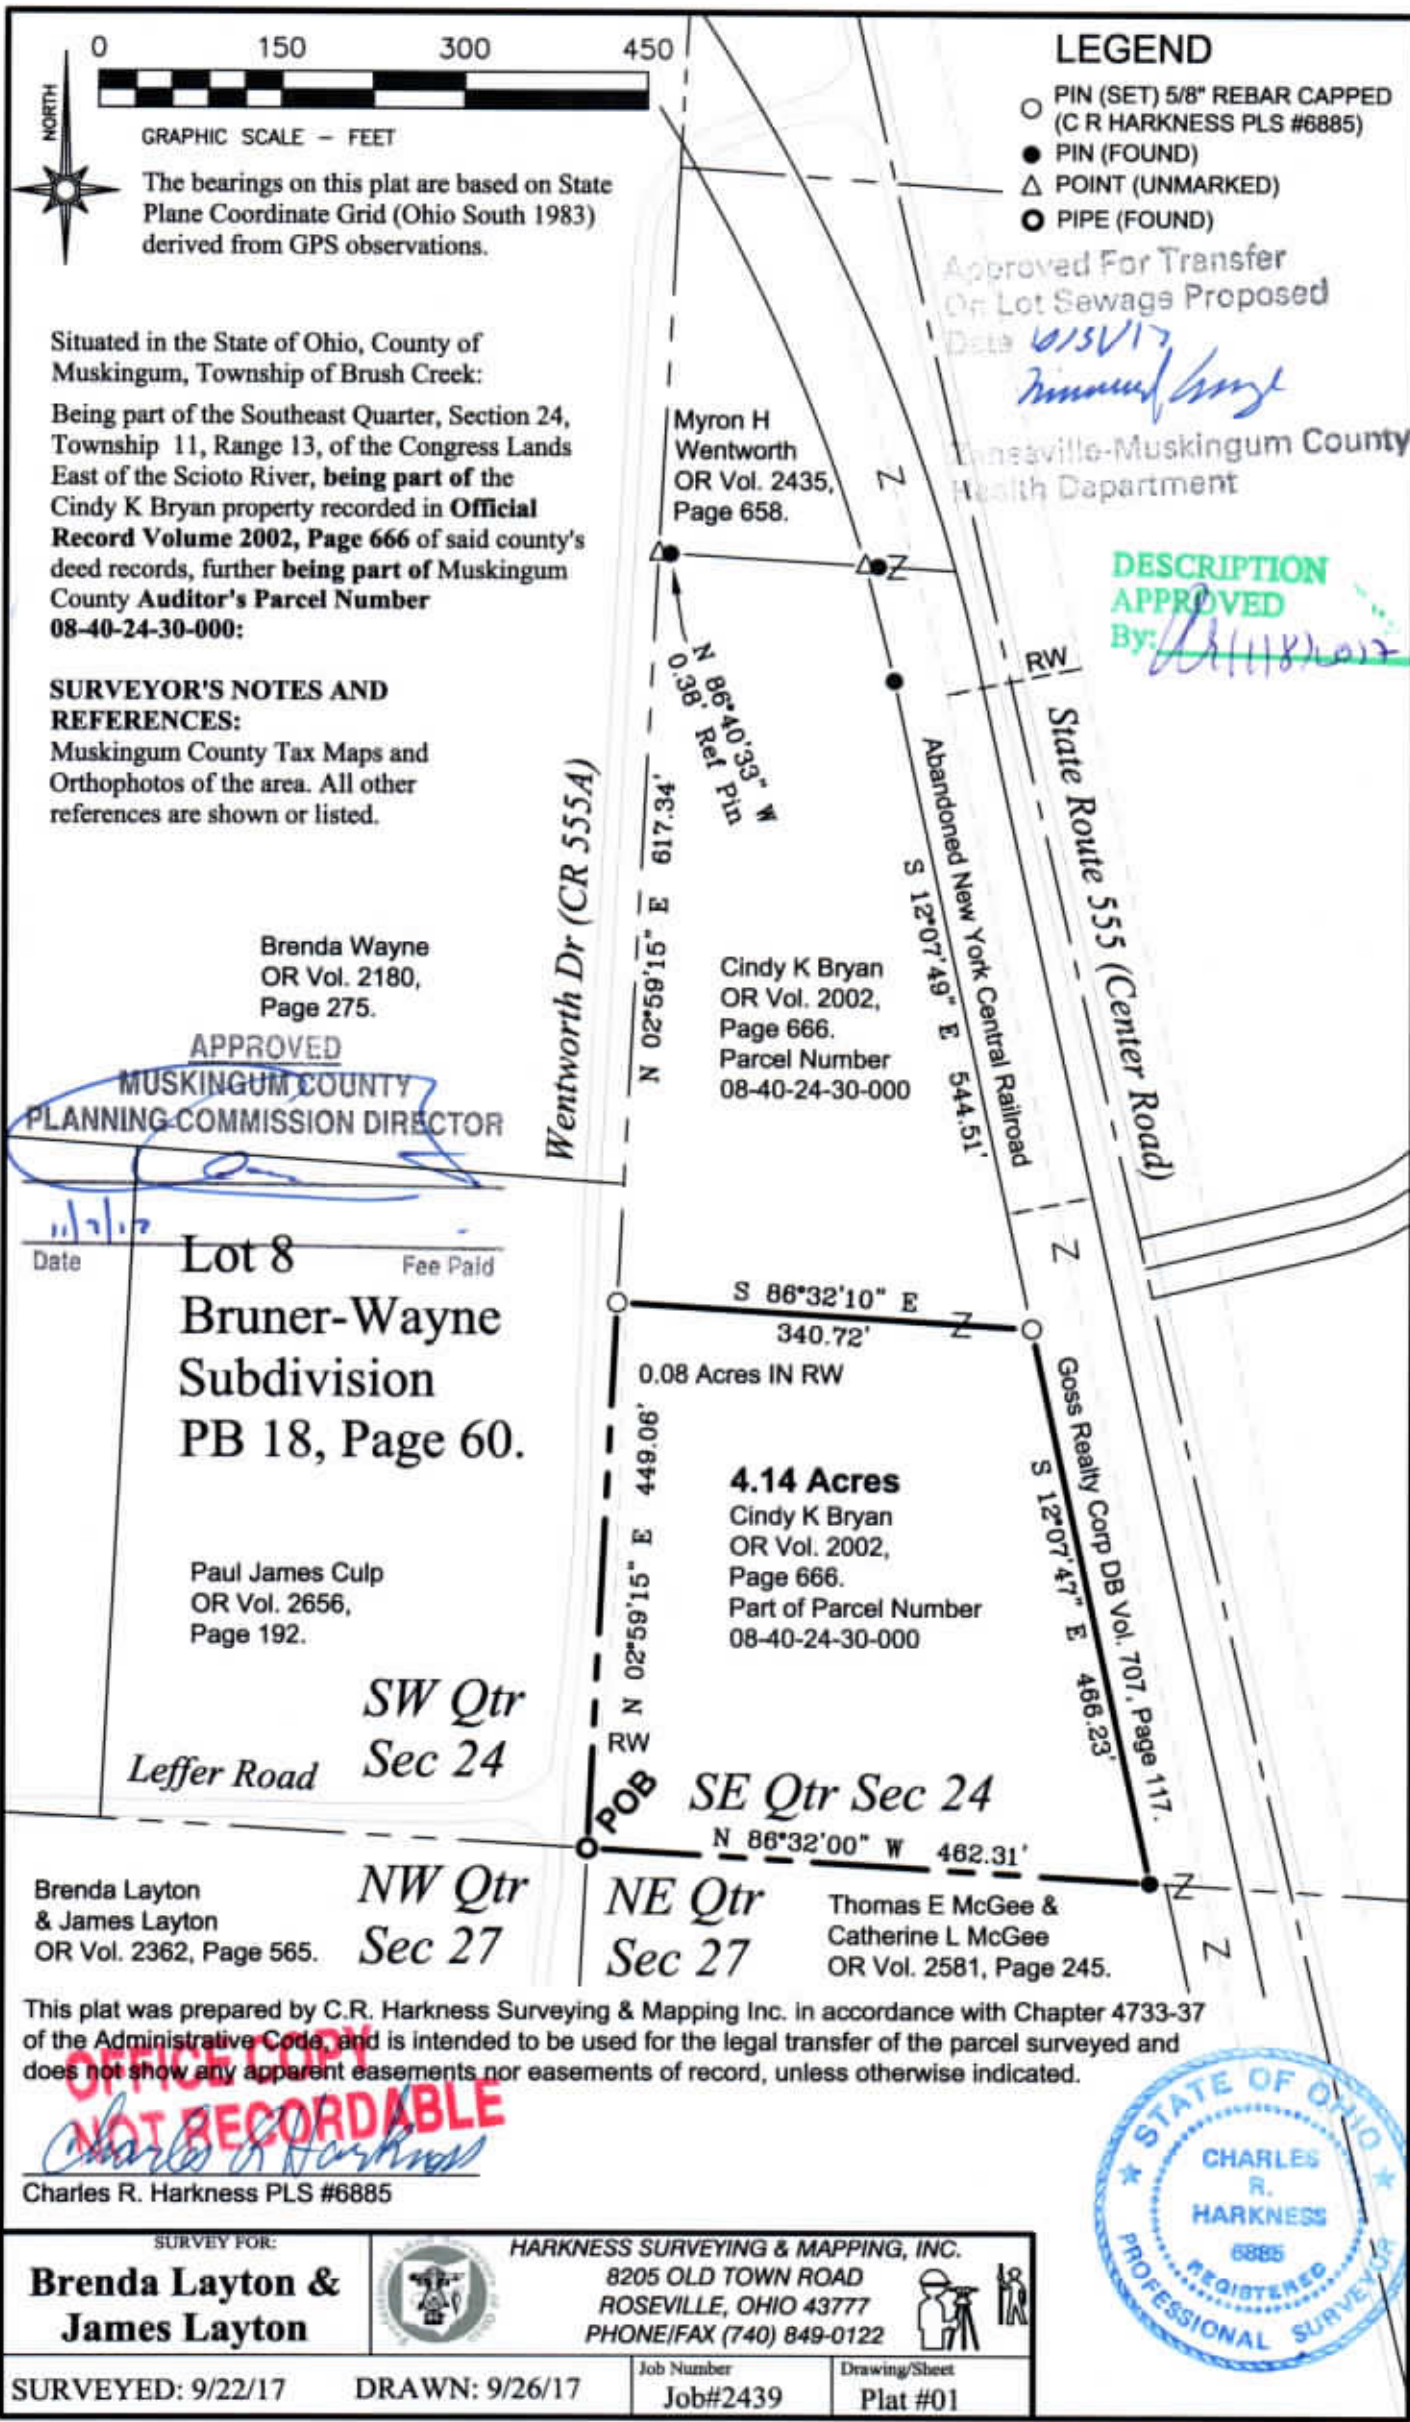 0 150 300 450
GRAPHIC SCALE – FEET
NORTH
The bearings on this plat are based on State
Plane Coordinate Grid (Ohio South 1983)
derived from GPS observations.
LEGEND
PIN (SET) 5/8" REBAR CAPPED
(C R HARKNESS PLS #6885)
PIN (FOUND)
POINT (UNMARKED)
PIPE (FOUND)
Approved For Transfer
On Lot Sewage Proposed
Date
Zanesville-Muskingum County
Health Department
DESCRIPTION
APPROVED
By:
Situated in the State of Ohio, County of
Muskingum, Township of Brush Creek:
Being part of the Southeast Quarter, Section 24,
Township 11, Range 13, of the Congress Lands
East of the Scioto River, being part of the
Cindy K Bryan property recorded in Official
Record Volume 2002, Page 666 of said county's
deed records, further being part of Muskingum
County Auditor's Parcel Number
08-40-24-30-000:
SURVEYOR'S NOTES AND
REFERENCES:
Muskingum County Tax Maps and
Orthophotos of the area. All other
references are shown or listed.
Myron H
Wentworth
OR Vol. 2435,
Page 658.
Z
Z
N 86°40'33" W
0.38' Ref Pin
RW
State Route 555 (Center Road)
Abandoned New York Central Railroad
S 12°07'49" E 544.51'
N 02°59'15" E 617.34'
Wentworth Dr (CR 555A)
Brenda Wayne
OR Vol. 2180,
Page 275.
Cindy K Bryan
OR Vol. 2002,
Page 666.
Parcel Number
08-40-24-30-000
APPROVED
MUSKINGUM COUNTY
PLANNING COMMISSION DIRECTOR
11/7/17
Date Fee Paid
Lot 8
Bruner-Wayne
Subdivision
PB 18, Page 60.
Z
S 86°32'10" E
Z
340.72'
0.08 Acres IN RW
N 02°59'15" E 449.06'
4.14 Acres
Cindy K Bryan
OR Vol. 2002,
Page 666.
Part of Parcel Number
08-40-24-30-000
Goss Realty Corp DB Vol. 707, Page 117.
S 12°07'47" E 466.23'
Paul James Culp
OR Vol. 2656,
Page 192.
SW Qtr
Sec 24
Leffer Road
RW
POB
SE Qtr Sec 24
N 86°32'00" W 462.31'
Z
Z
Brenda Layton
& James Layton
OR Vol. 2362, Page 565.
NW Qtr
Sec 27
NE Qtr
Sec 27
Thomas E McGee &
Catherine L McGee
OR Vol. 2581, Page 245.
This plat was prepared by C.R. Harkness Surveying & Mapping Inc. in accordance with Chapter 4733-37
of the Administrative Code, and is intended to be used for the legal transfer of the parcel surveyed and
does not show any apparent easements nor easements of record, unless otherwise indicated.
OFFICE COPY
NOT RECORDABLE
Charles R Harkness
Charles R. Harkness PLS #6885
STATE OF OHIO
CHARLES
R.
HARKNESS
6885
REGISTERED
PROFESSIONAL SURVEYOR
SURVEY FOR:
Brenda Layton &
James Layton
HARKNESS SURVEYING & MAPPING, INC.
8205 OLD TOWN ROAD
ROSEVILLE, OHIO 43777
PHONE/FAX (740) 849-0122
SURVEYED: 9/22/17 DRAWN: 9/26/17
Job Number
Job#2439
Drawing/Sheet
Plat #01